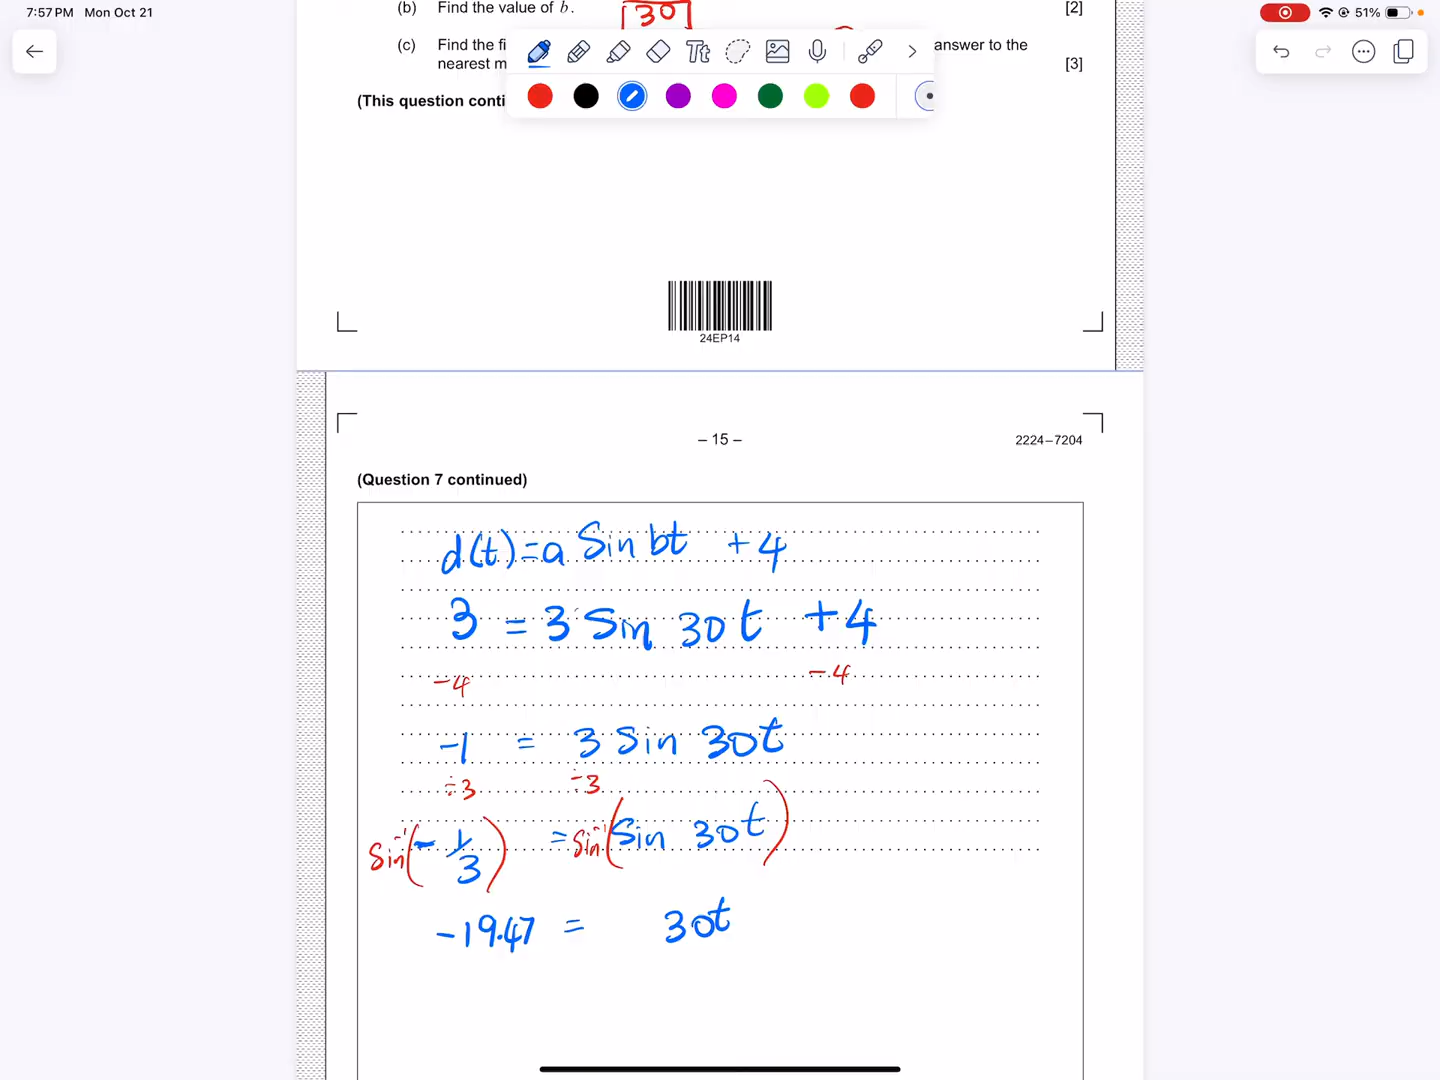 7:57 PM Mon Oct 21
51%
(b) Find the value of b. 30 [2]
(c) Find the fi answer to the
nearest m [3]
(This question conti
Tt
24EP14
– 15 –
2224–7204
(Question 7 continued)
d(t)=a Sin bt +4
3 = 3 Sin 30t +4
-4 -4
-1 = 3 Sin 30t
÷3 ÷3
sin⁻¹(-1/3) = sin⁻¹(Sin 30t)
-19.47 = 30t